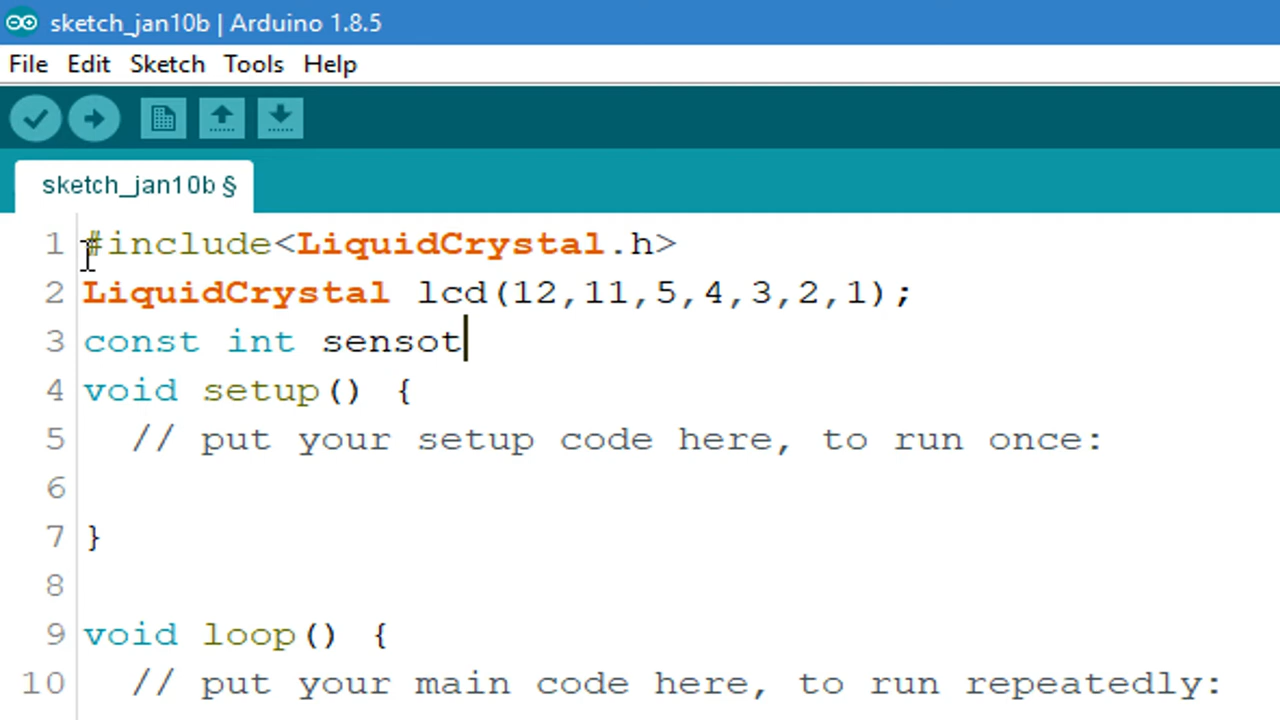 sketch_jan10b | Arduino 1.8.5
File Edit Sketch Tools Help
sketch_jan10b §
1 #include<LiquidCrystal.h>
2 LiquidCrystal lcd(12,11,5,4,3,2,1);
3 const int sensot
4 void setup() {
5 // put your setup code here, to run once:
6
7 }
8
9 void loop() {
10 // put your main code here, to run repeatedly: